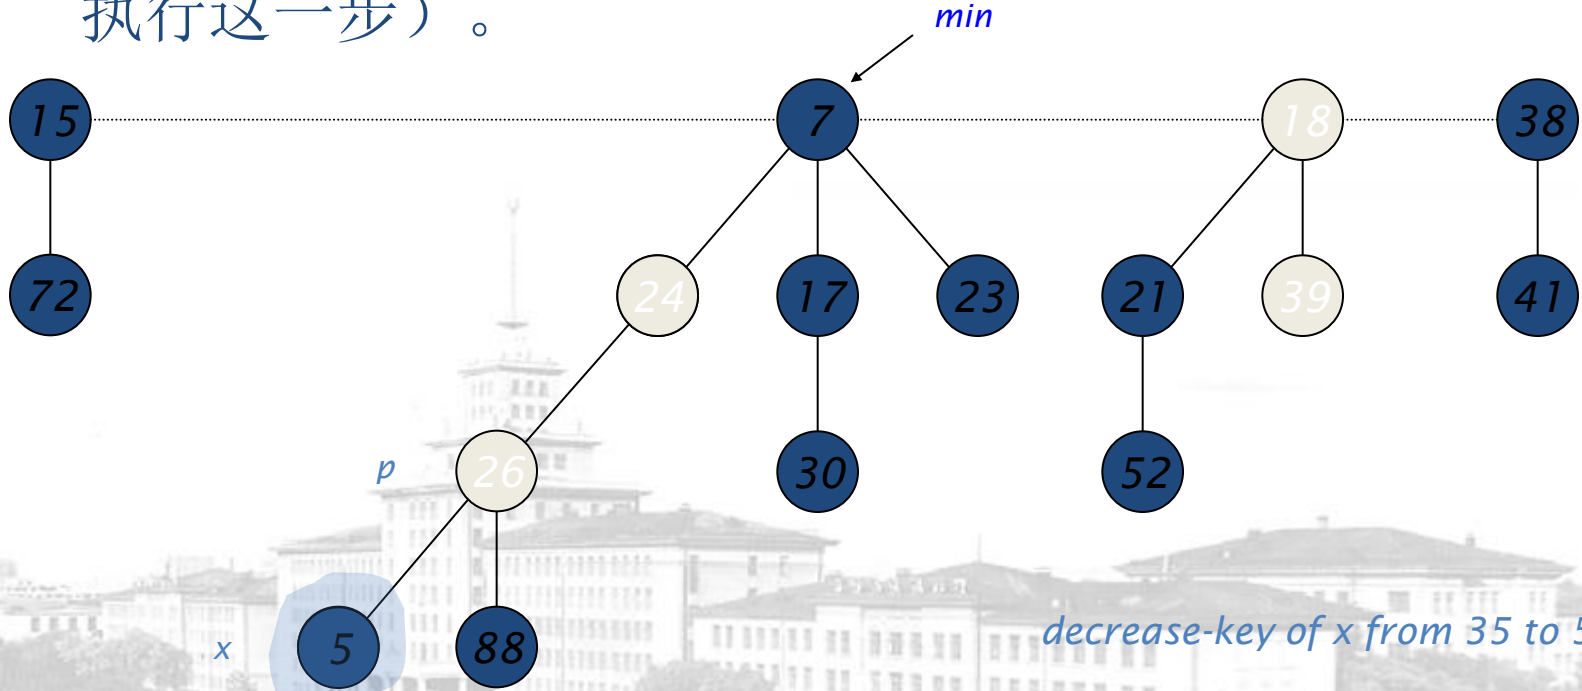 执行这一步）。
min
15 7 18 38
72 24 17 23 21 39 41
p 26 30 52
x 5 88
decrease-key of x from 35 to 5